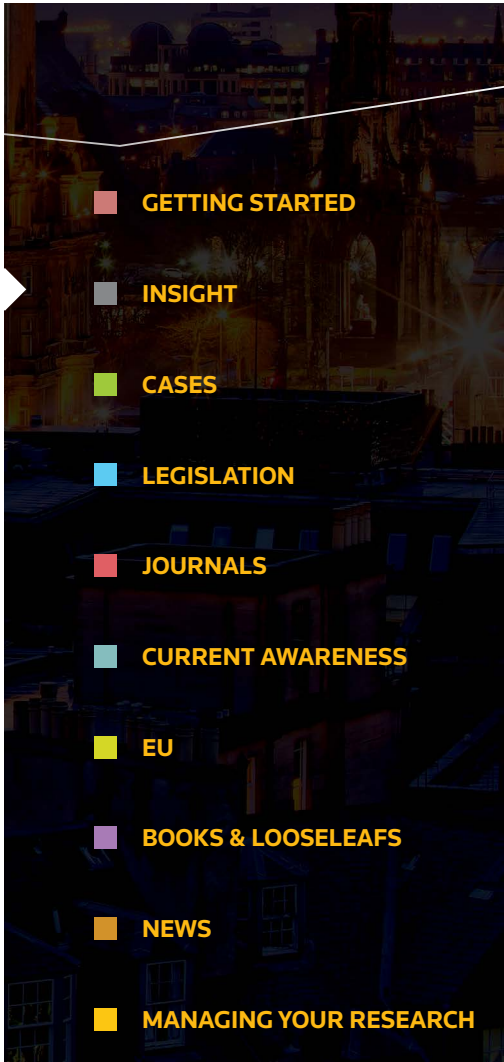 GETTING STARTED
INSIGHT
CASES
LEGISLATION
JOURNALS
CURRENT AWARENESS
EU
BOOKS & LOOSELEAFS
NEWS
MANAGING YOUR RESEARCH